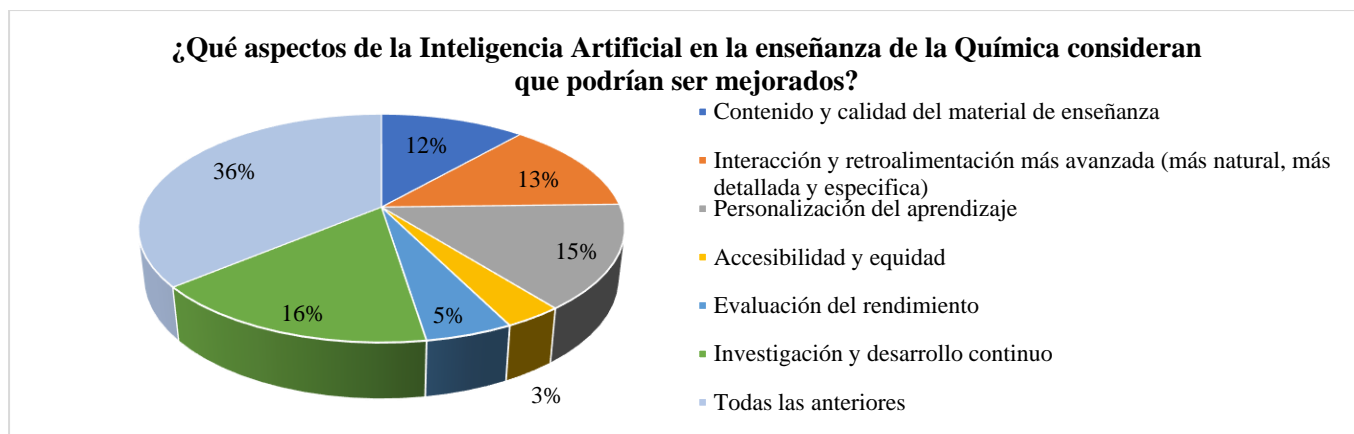 ¿Qué aspectos de la Inteligencia Artificial en la enseñanza de la Química consideran
que podrían ser mejorados?
Contenido y calidad del material de enseñanza
Interacción y retroalimentación más avanzada (más natural, más
detallada y especifica)
Personalización del aprendizaje
Accesibilidad y equidad
Evaluación del rendimiento
Investigación y desarrollo continuo
Todas las anteriores
12%
13%
15%
3%
5%
16%
36%